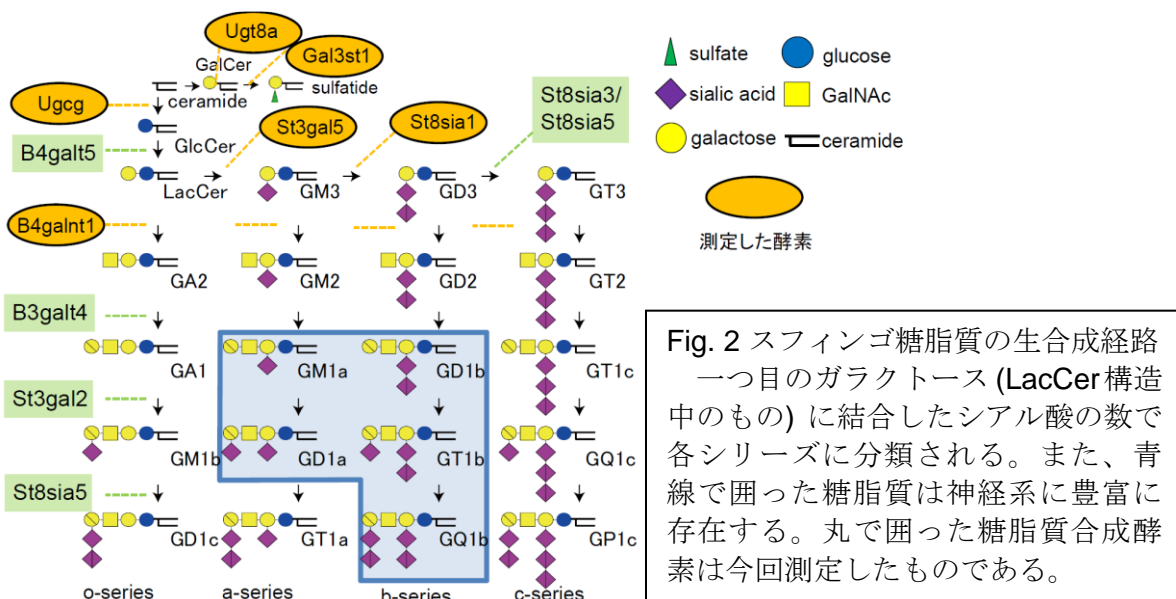 Ugt8a
GalCer
Gal3st1
ceramide
sulfatide
Ugcg
GlcCer
B4galt5
St3gal5
St8sia1
St8sia3/
St8sia5
LacCer
GM3
GD3
GT3
B4galnt1
GA2
GM2
GD2
GT2
B3galt4
GA1
GM1a
GD1b
GT1c
St3gal2
GM1b
GD1a
GT1b
GQ1c
St8sia5
GD1c
GT1a
GQ1b
GP1c
o-series
a-series
b-series
c-series
sulfate
glucose
sialic acid
GalNAc
galactose
ceramide
測定した酵素
Fig. 2 スフィンゴ糖脂質の生合成経路
一つ目のガラクトース (LacCer 構造
中のもの) に結合したシアル酸の数で
各シリーズに分類される。また、青
線で囲った糖脂質は神経系に豊富に
存在する。丸で囲った糖脂質合成酵
素は今回測定したものである。